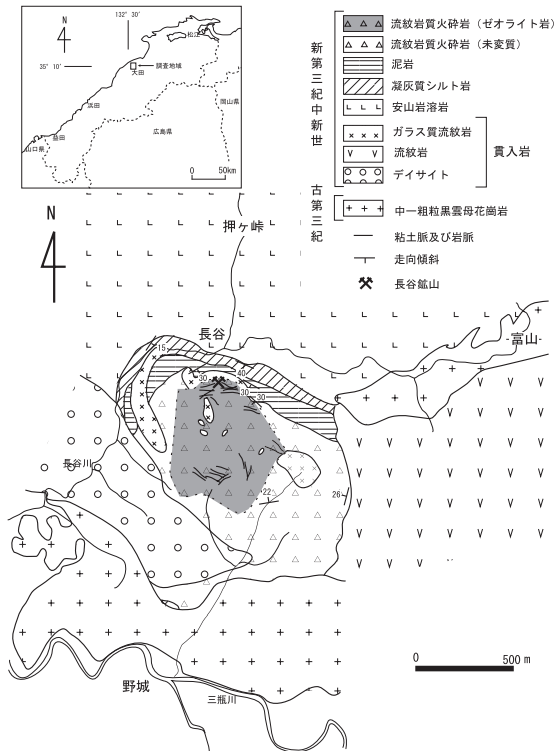 N
132° 30′
35° 10′
松江
調査地域
大田
浜田
益田
山口県
広島県
岡山県
0 50km
新第三紀中新世
流紋岩質火砕岩（ゼオライト岩）
流紋岩質火砕岩（未変質）
泥岩
凝灰質シルト岩
安山岩溶岩
ガラス質流紋岩
流紋岩
デイサイト
貫入岩
古第三紀
中ー粗粒黒雲母花崗岩
粘土脈及び岩脈
走向傾斜
長谷鉱山
N
押ヶ峠
長谷
富山
15
30
40
30
30
長谷川
22
26
野城
三瓶川
0 500 m